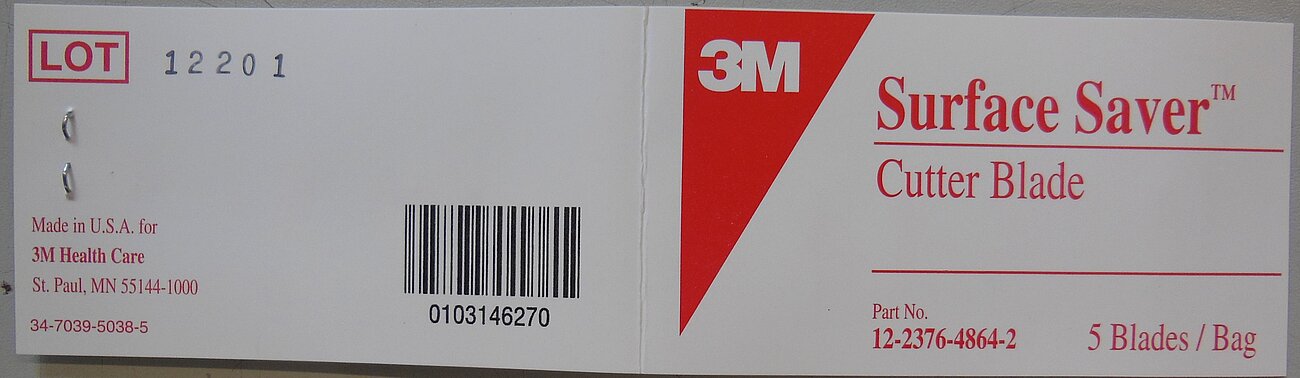 LOT 12201
Made in U.S.A. for
3M Health Care
St. Paul, MN 55144-1000
34-7039-5038-5
0103146270
3M
Surface Saver™
Cutter Blade
Part No.
12-2376-4864-2
5 Blades / Bag